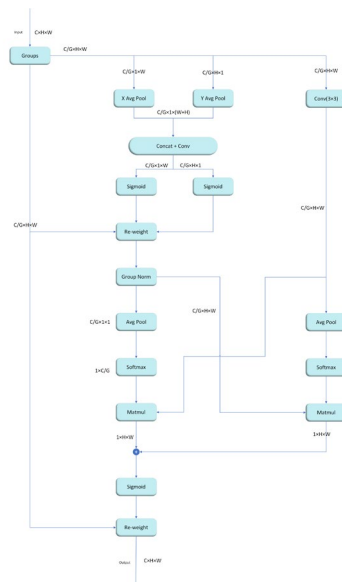 Input
C×H×W
Groups
C/G×H×W
C/G×1×W
C/G×H×1
C/G×H×W
X Avg Pool
Y Avg Pool
Conv(3×3)
C/G×1×(W+H)
Concat + Conv
C/G×1×W
C/G×H×1
Sigmoid
Sigmoid
C/G×H×W
C/G×H×W
Re-weight
Group Norm
C/G×1×1
C/G×H×W
Avg Pool
Avg Pool
1×C/G
Softmax
Softmax
Matmul
Matmul
1×H×W
1×H×W
+
Sigmoid
Re-weight
Output
C×H×W